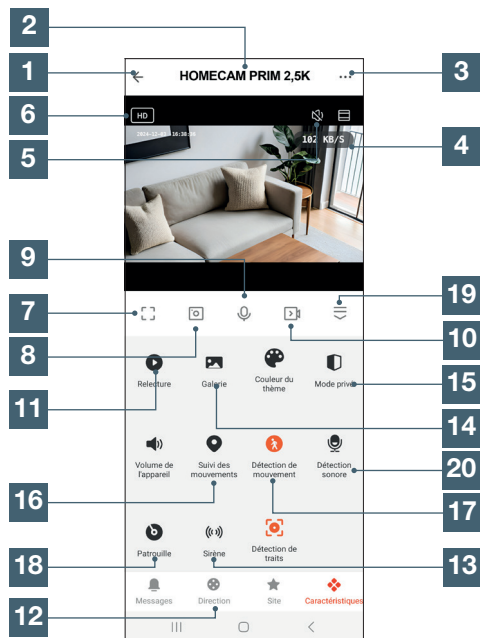 2
1
HOMECAM PRIM 2,5K
3
6
HD
5
102 KB/S
4
9
7
19
8
10
11
Relecture
Galerie
Couleur du
thème
Mode privé
15
14
Volume de
l'appareil
Suivi des
mouvements
Détection de
mouvement
Détection
sonore
20
16
17
Patrouille
Sirène
Détection de
traits
18
13
Messages
Direction
Site
Caractéristiques
12